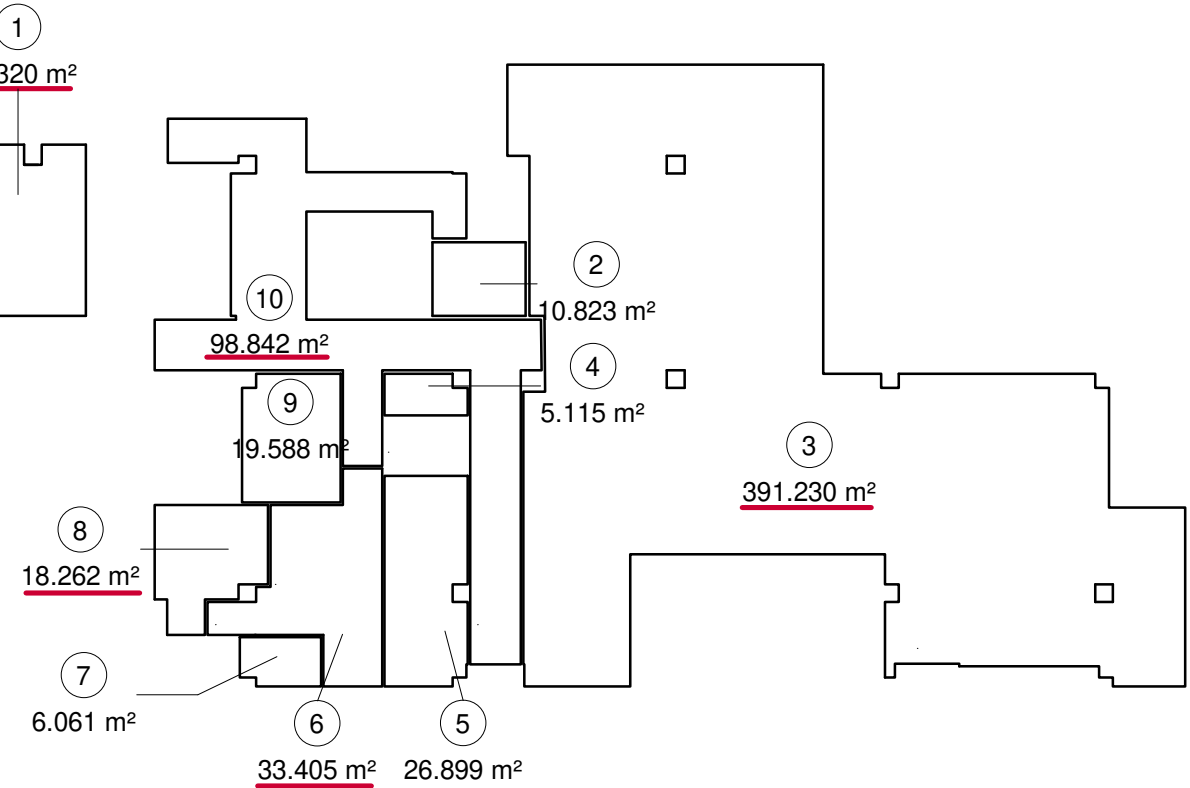 1
320 m²
2
10.823 m²
10
98.842 m²
4
5.115 m²
9
19.588 m²
3
391.230 m²
8
18.262 m²
7
6.061 m²
6
33.405 m²
5
26.899 m²